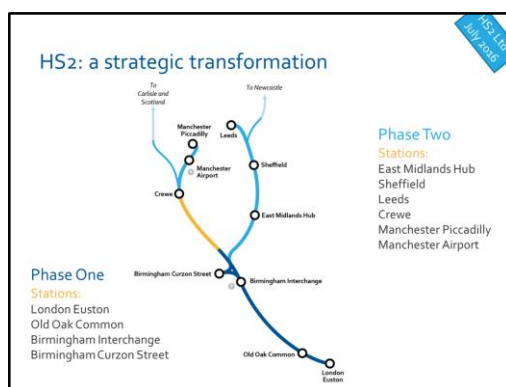 HS2 Ltd
July 2016
HS2: a strategic transformation
To
Carlisle and
Scotland
To Newcastle
Manchester
Piccadilly
Leeds
Manchester
Airport
Sheffield
Crewe
East Midlands Hub
Birmingham Curzon Street
Birmingham Interchange
Old Oak Common
London
Euston
Phase Two
Stations:
East Midlands Hub
Sheffield
Leeds
Crewe
Manchester Piccadilly
Manchester Airport
Phase One
Stations:
London Euston
Old Oak Common
Birmingham Interchange
Birmingham Curzon Street